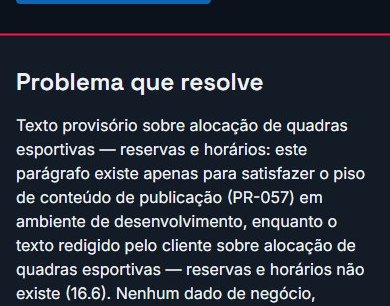 Problema que resolve
Texto provisório sobre alocação de quadras
esportivas — reservas e horários: este
parágrafo existe apenas para satisfazer o piso
de conteúdo de publicação (PR-057) em
ambiente de desenvolvimento, enquanto o
texto redigido pelo cliente sobre alocação de
quadras esportivas — reservas e horários não
existe (16.6). Nenhum dado de negócio,